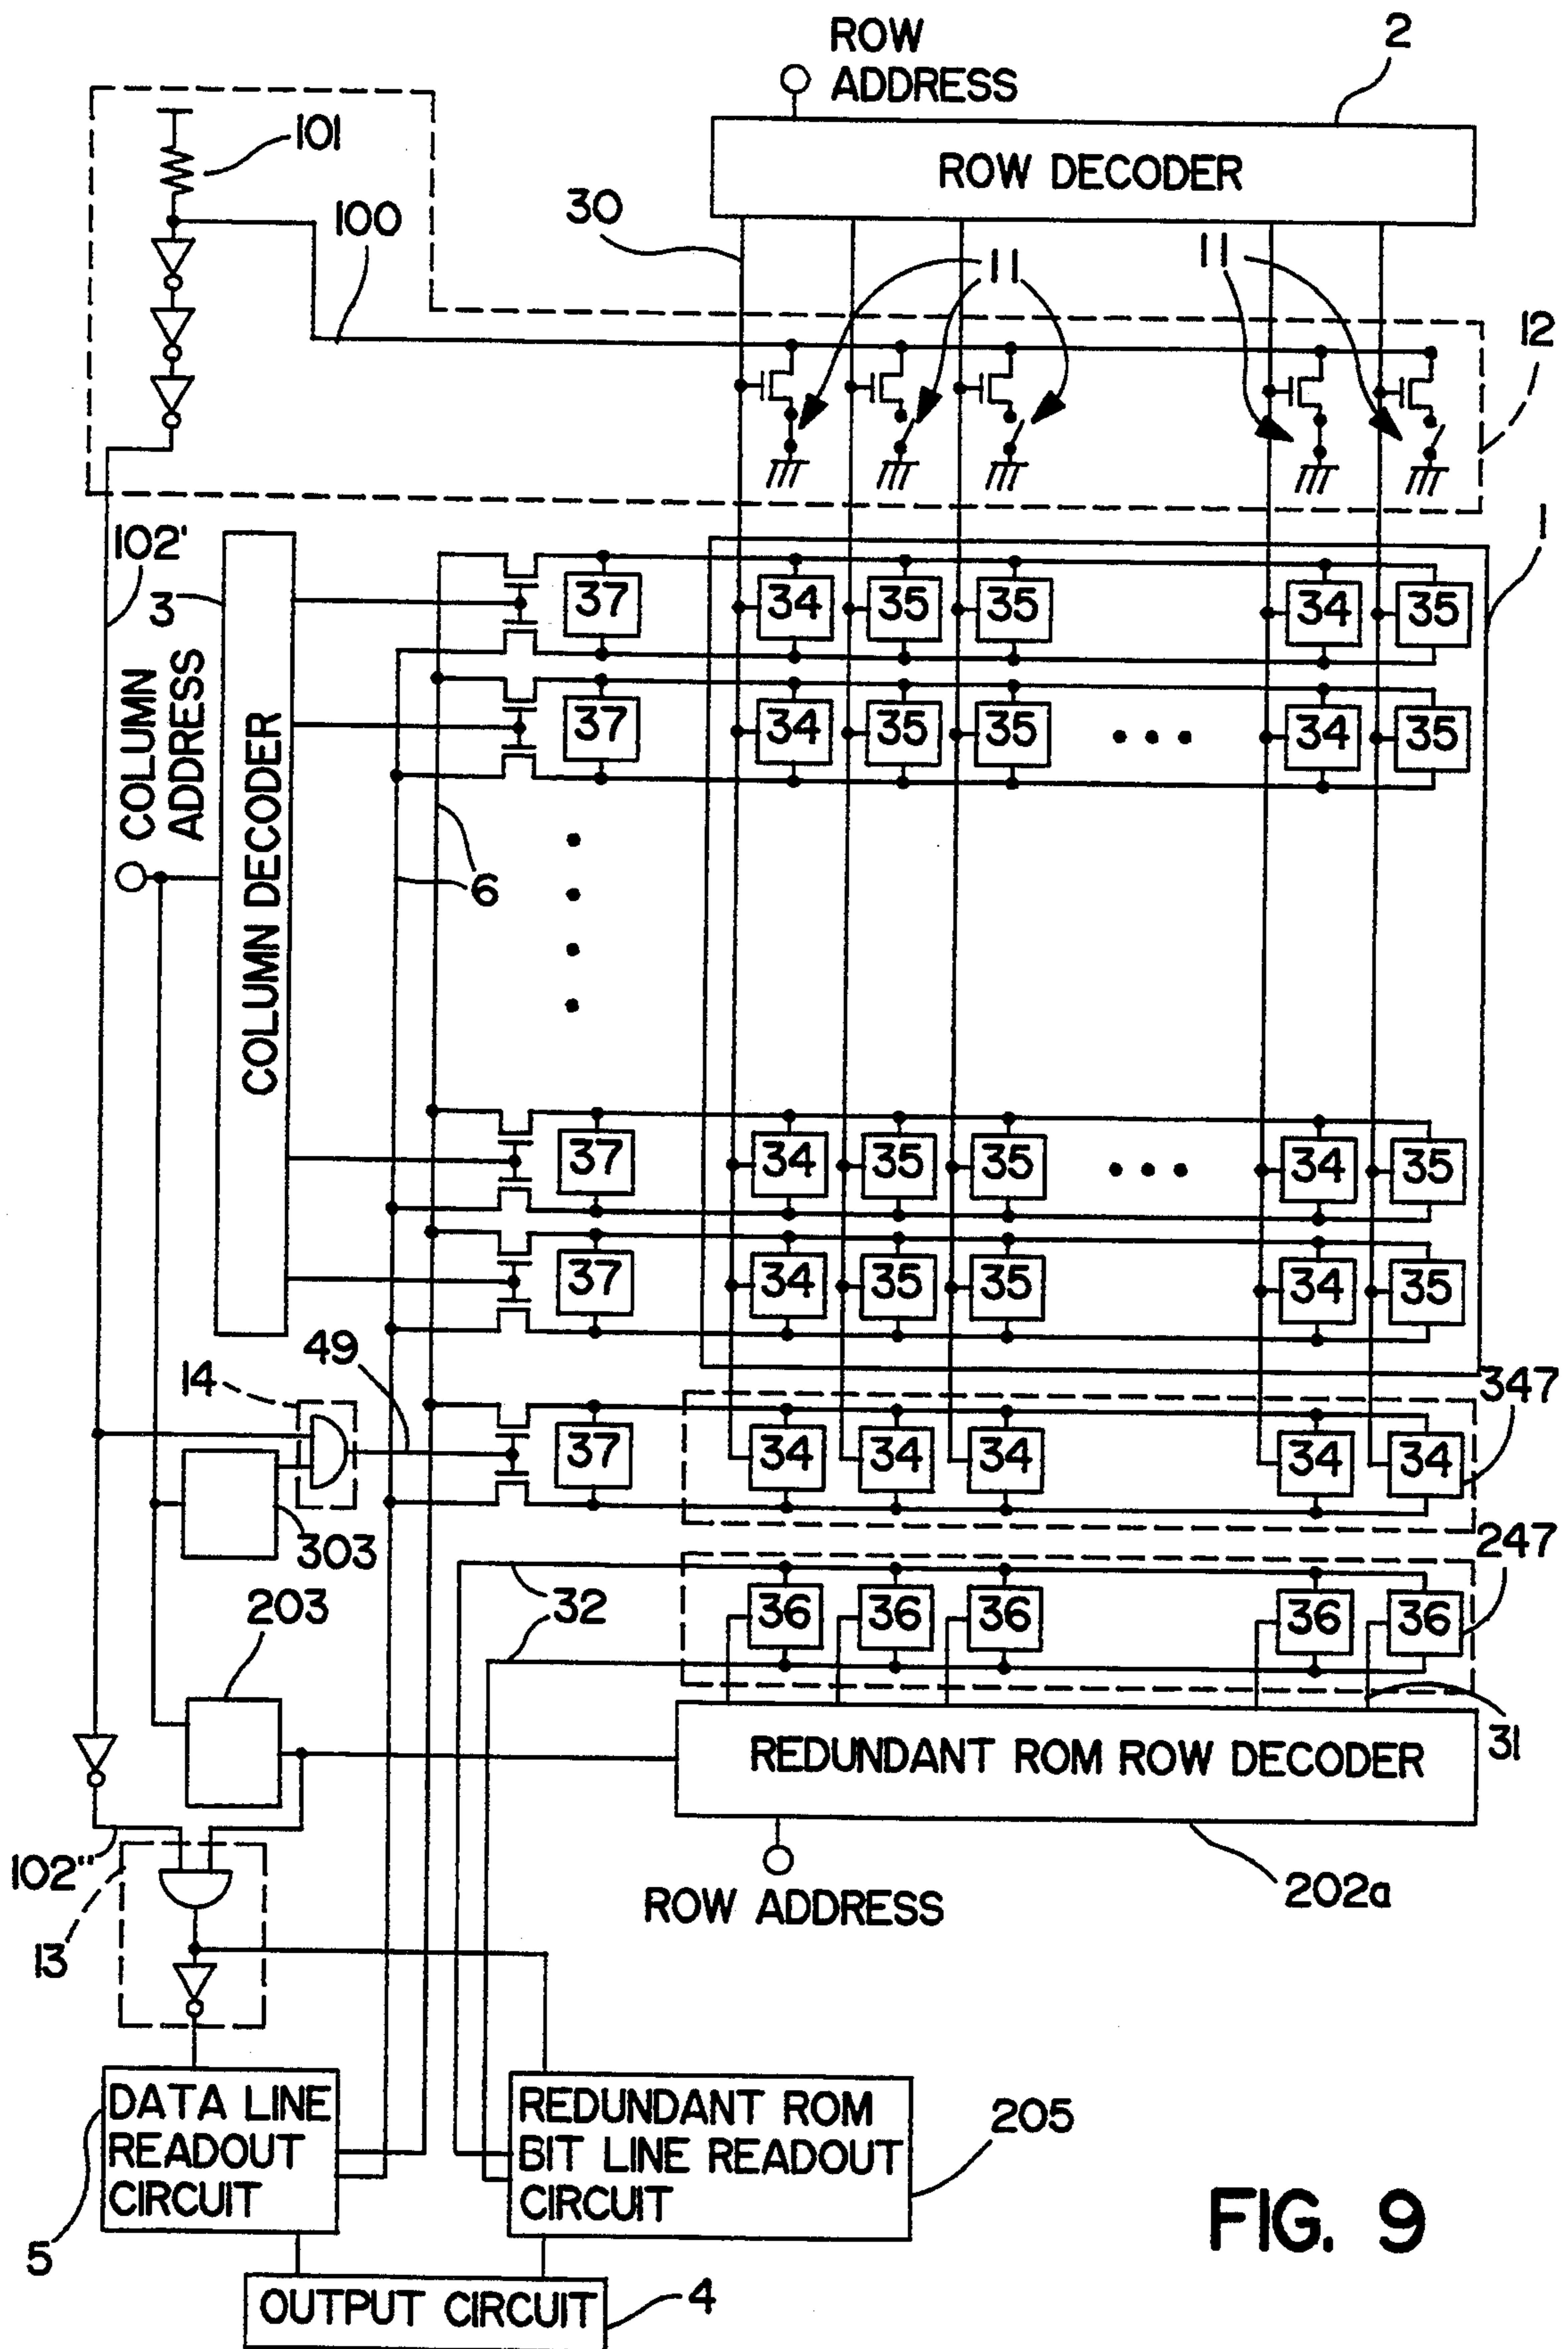 ROW
ADDRESS
2
ROW DECODER
101
100
30
11
11
12
102'
3
1
COLUMN
ADDRESS
COLUMN DECODER
37 34 35 35 34 35
37 34 35 35 34 35
6
37 34 35 35 34 35
37 34 35 35 34 35
49
14
347
37 34 34 34 34 34
303
247
32
36 36 36 36 36
203
31
REDUNDANT ROM ROW DECODER
102"
ROW ADDRESS
202a
13
DATA LINE
READOUT
CIRCUIT
5
REDUNDANT ROM
BIT LINE READOUT
CIRCUIT
205
FIG. 9
OUTPUT CIRCUIT
4